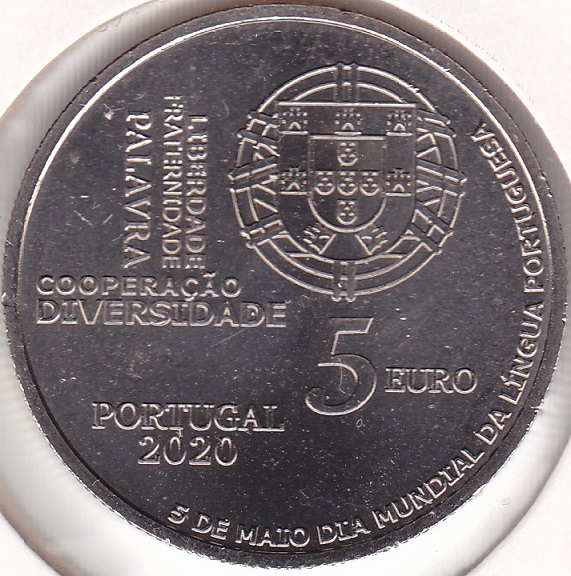 LIBERDADE
FRATERNIDADE
PALAVRA
COOPERAÇÃO
DIVERSIDADE
5 EURO
PORTUGAL
2020
5 DE MAIO DIA MUNDIAL DA LÍNGUA PORTUGUESA